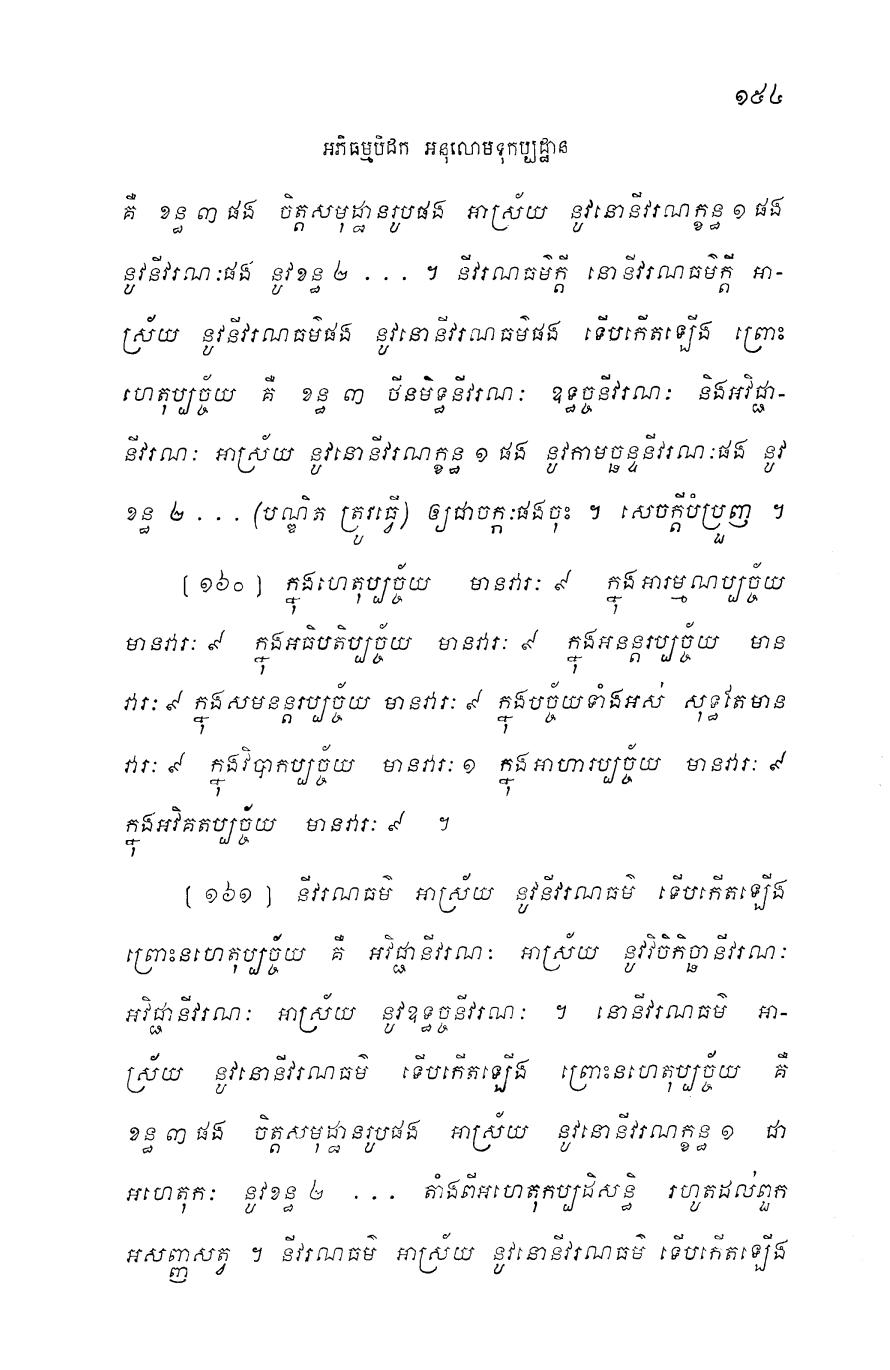 ១៥៤
អភិធម្មបិដក អនុលោមទុកប្បដ្ឋាន
គឺ ខន្ធ ៣ ផង ចិត្តសមុដ្ឋានរូបផង អាស្រ័យ នូវនោនីវរណក្ខន្ធ ១ ផង
នូវនីវរណៈផង នូវខន្ធ ២ . . . ។ នីវរណធម៌ក្តី នោនីវរណធម៌ក្តី អា-
ស្រ័យ នូវនីវរណធម៌ផង នូវនោនីវរណធម៌ផង ទើបកើតឡើង ព្រោះ
ហេតុប្បច្ច័យ គឺ ខន្ធ ៣ ថីនមិទ្ធនីវរណៈ ឧទ្ធច្ចនីវរណៈ និងអវិជ្ជា-
នីវរណៈ អាស្រ័យ នូវនោនីវរណក្ខន្ធ ១ ផង នូវកាមច្ឆន្ទនីវរណៈផង នូវ
ខន្ធ ២ . . . (បណ្ឌិត ត្រូវធ្វើ) ឲ្យជាចក្កៈផងចុះ ។ សេចក្តីបំប្រួញ ។
[ ១៦០ ] ក្នុងហេតុប្បច្ច័យ មានវារៈ ៩ ក្នុងអារម្មណប្បច្ច័យ
មានវារៈ ៩ ក្នុងអធិបតិប្បច្ច័យ មានវារៈ ៩ ក្នុងអនន្តរប្បច្ច័យ មាន
វារៈ ៩ ក្នុងសមនន្តរប្បច្ច័យ មានវារៈ ៩ ក្នុងបច្ច័យទាំងអស់ សុទ្ធតែមាន
វារៈ ៩ ក្នុងវិបាកប្បច្ច័យ មានវារៈ ១ ក្នុងអាហារប្បច្ច័យ មានវារៈ ៩
ក្នុងអវិគតប្បច្ច័យ មានវារៈ ៩ ។
[ ១៦១ ] នីវរណធម៌ អាស្រ័យ នូវនីវរណធម៌ ទើបកើតឡើង
ព្រោះនហេតុប្បច្ច័យ គឺ អវិជ្ជានីវរណៈ អាស្រ័យ នូវវិចិកិច្ឆានីវរណៈ
អវិជ្ជានីវរណៈ អាស្រ័យ នូវឧទ្ធច្ចនីវរណៈ ។ នោនីវរណធម៌ អា-
ស្រ័យ នូវនោនីវរណធម៌ ទើបកើតឡើង ព្រោះនហេតុប្បច្ច័យ គឺ
ខន្ធ ៣ ផង ចិត្តសមុដ្ឋានរូបផង អាស្រ័យ នូវនោនីវរណក្ខន្ធ ១ ជា
អហេតុកៈ នូវខន្ធ ២ . . . តាំងពីអហេតុកប្បដិសន្ធិ រហូតដល់ពួក
អសញ្ញសត្វ ។ នីវរណធម៌ អាស្រ័យ នូវនោនីវរណធម៌ ទើបកើតឡើង